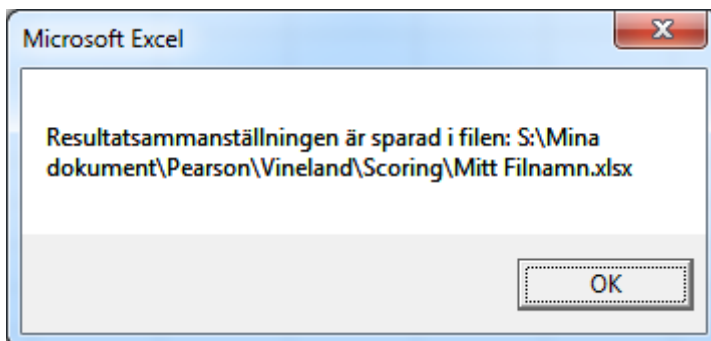 Microsoft Excel
Resultatsammanställningen är sparad i filen: S:\Mina
dokument\Pearson\Vineland\Scoring\Mitt Filnamn.xlsx
OK